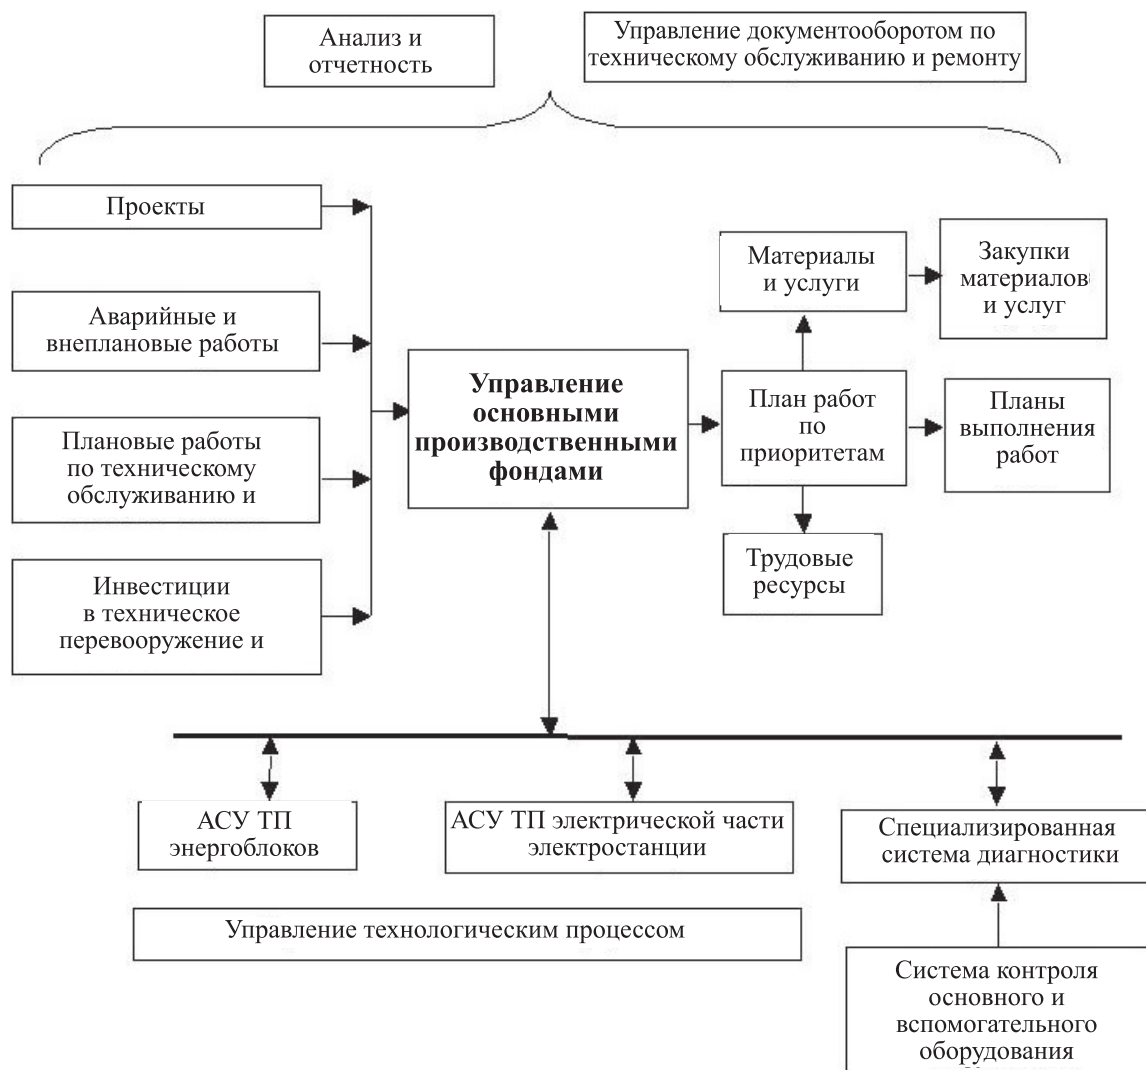 Анализ и
отчетность
Управление документооборотом по
техническому обслуживанию и ремонту
Проекты
Аварийные и
внеплановые работы
Плановые работы
по техническому
обслуживанию и
Инвестиции
в техническое
перевооружение и
Управление
основными
производственными
фондами
Материалы
и услуги
Закупки
материалов
и услуг
План работ
по
приоритетам
Планы
выполнения
работ
Трудовые
ресурсы
АСУ ТП
энергоблоков
АСУ ТП электрической части
электростанции
Специализированная
система диагностики
Управление технологическим процессом
Система контроля
основного и
вспомогательного
оборудования